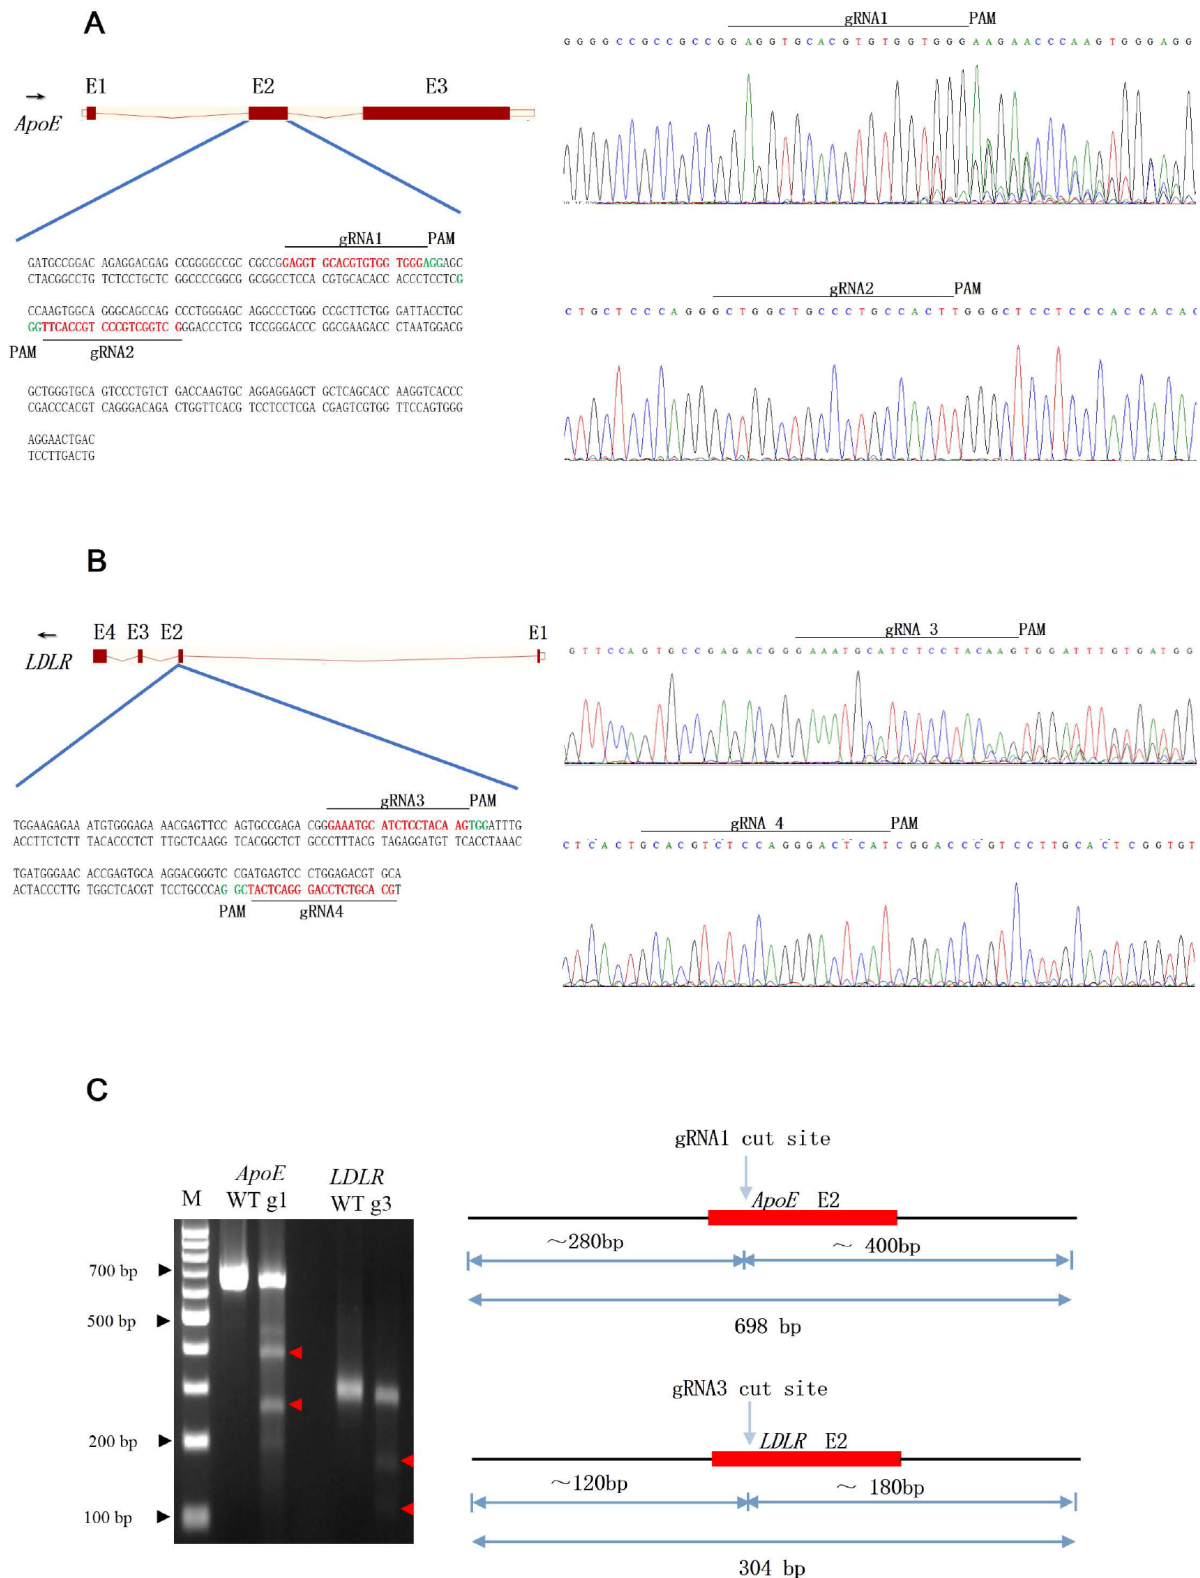 A
gRNA1 PAM
GGGGCCGCCGCCGGAGGTGCACGTGTGGTGGGAAGAACCCAAGTGGGAGG
E1 E2 E3
ApoE
gRNA1 PAM
GATGCCGGAC AGAGGACGAG CCGGGGCCGC CGCCGGAGGT GCACGTGTGG TGGGAGGAGC
CTACGGCCTG TCTCCTGCTC GGCCCCGGCG GCGGCCTCCA CGTGCACACC ACCCTCCTCG
CCAAGTGGCA GGGCAGCCAG CCCTGGGAGC AGGCCCTGGG CCGCTTCTGG GATTACCTGC
GGTTCACCGT CCCGTCGGTC GGGACCCTCG TCCGGGACCC GGCGAAGACC CTAATGGACG
PAM gRNA2
GCTGGGTGCA GTCCCTGTCT GACCAAGTGC AGGAGGAGCT GCTCAGCACC AAGGTCACCC
CGACCCACGT CAGGGACAGA CTGGTTCACG TCCTCCTCGA CGAGTCGTGG TTCCAGTGGG
AGGAACTGAC
TCCTTGACTG
gRNA2 PAM
CTGCTCCCAGGGCTGGCTGCCCTGCCACTTGGGCTCCTCCCACCACAC
B
E4 E3 E2 E1
LDLR
gRNA3 PAM
TGGAAGAGAA ATGTGGGAGA AACGAGTTCC AGTGCCGAGA CGGGAAATGC ATCTCCTACA AGTGGATTTG
ACCTTCTCTT TACACCCTCT TTGCTCAAGG TCACGGCTCT GCCCTTTACG TAGAGGATGT TCACCTAAAC
TGATGGGAAC ACCGAGTGCA AGGACGGGTC CGATGAGTCC CTGGAGACGT GCA
ACTACCCTTG TGGCTCACGT TCCTGCCCAG GCTACTCAGG GACCTCTGCA CGT
PAM gRNA4
gRNA 3 PAM
GTTCCAGTGCCGAGACGGGAAATGCATCTCCTACAAGTGGATTTGTGATGG
gRNA 4 PAM
CTCACTGCACGTCTCCAGGGACTCATCGGACCCGTCCTTGCACTCGGTGT
C
ApoE LDLR
M WT g1 WT g3
700 bp
500 bp
200 bp
100 bp
gRNA1 cut site
ApoE E2
~280bp ~ 400bp
698 bp
gRNA3 cut site
LDLR E2
~120bp ~ 180bp
304 bp